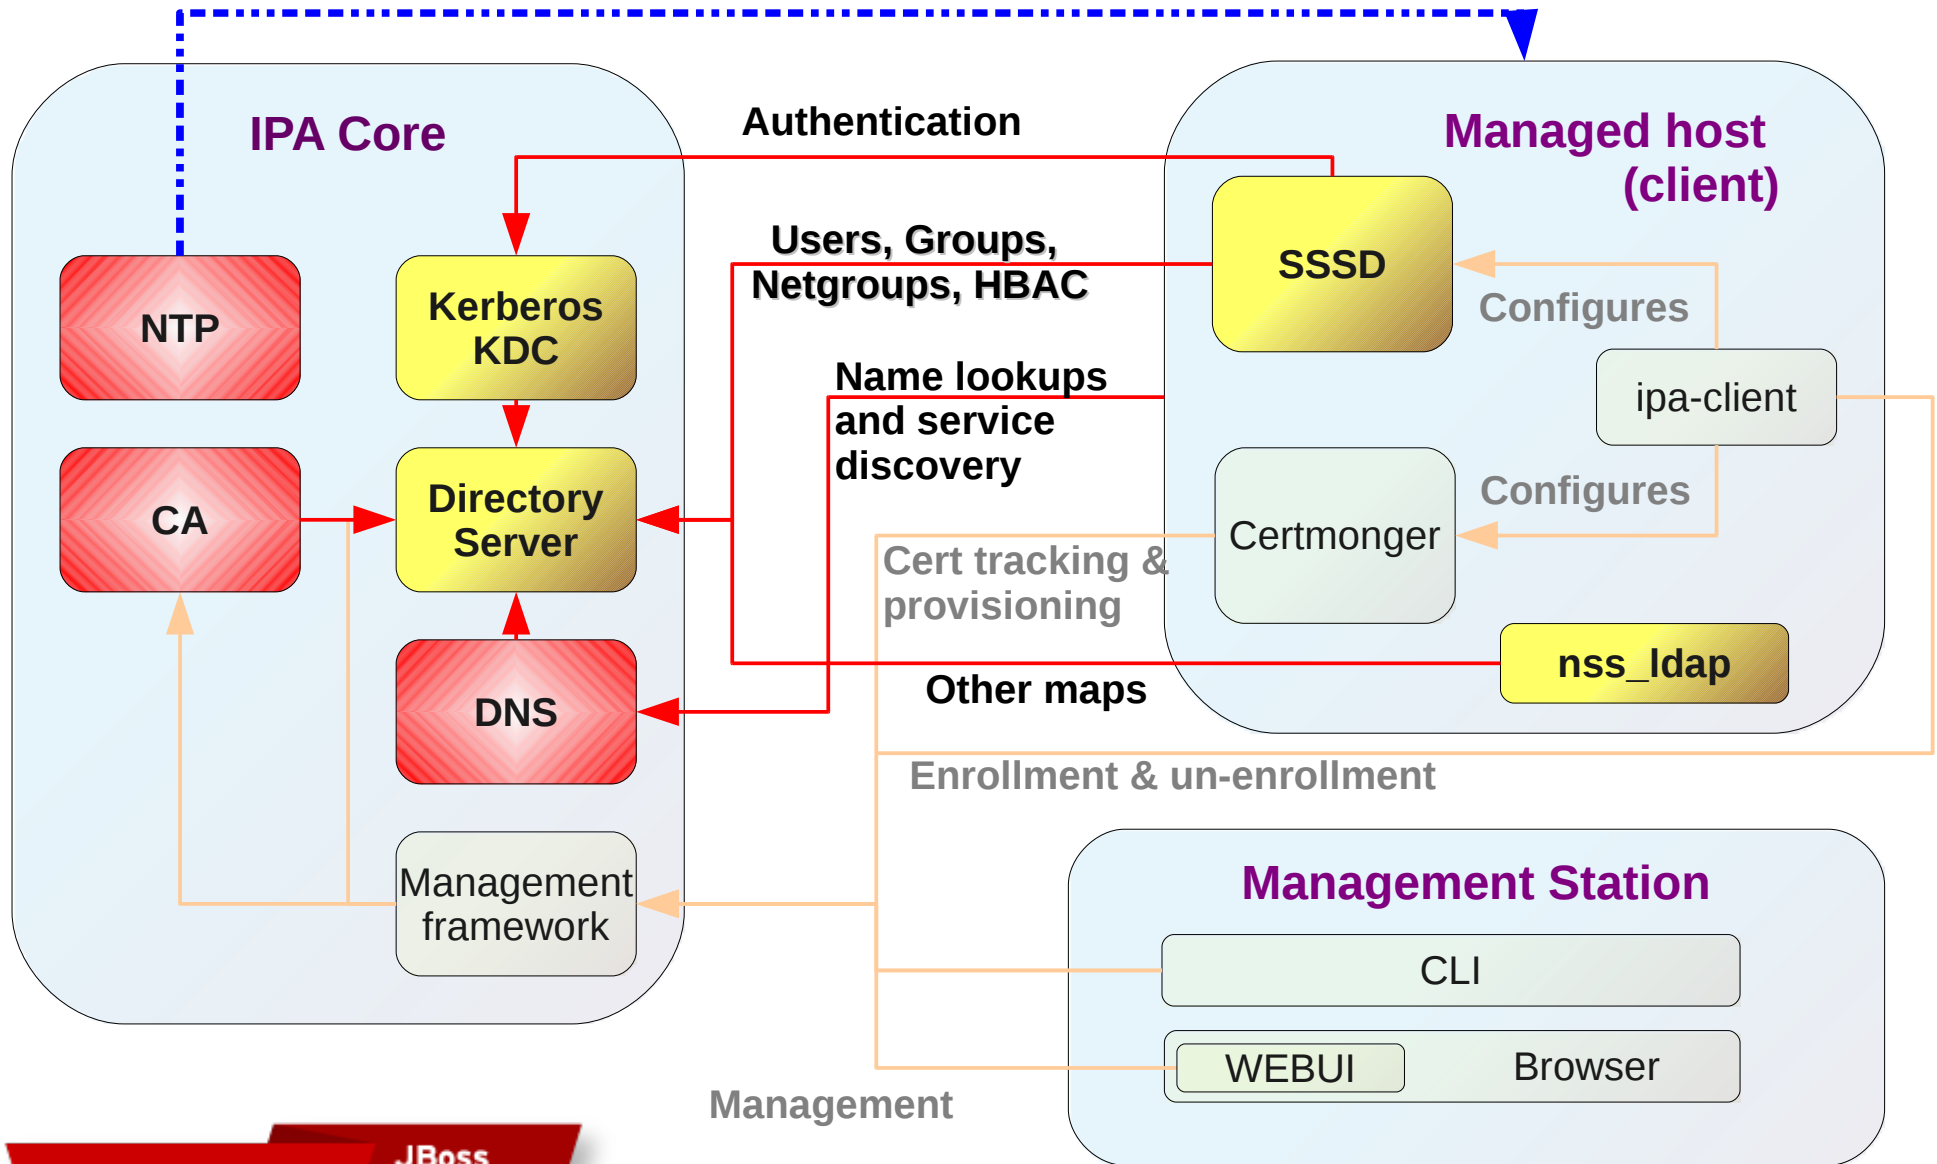 IPA Core
Authentication
Managed host
(client)
Users, Groups,
Netgroups, HBAC
SSSD
Configures
NTP
Kerberos
KDC
Name lookups
and service
discovery
ipa-client
CA
Directory
Server
Configures
Certmonger
Cert tracking &
provisioning
nss_ldap
Other maps
DNS
Enrollment & un-enrollment
Management
framework
Management Station
CLI
WEBUI
Browser
Management
JBoss